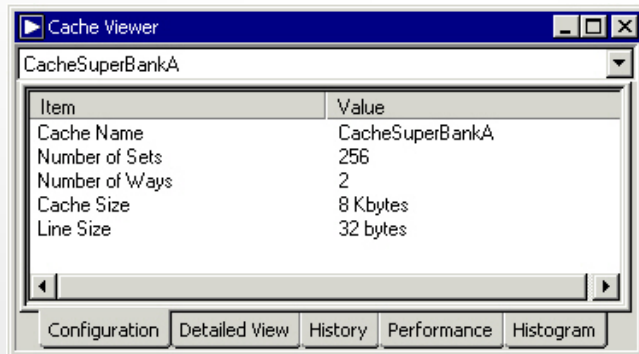 Cache Viewer
CacheSuperBankA
Item Value
Cache Name CacheSuperBankA
Number of Sets 256
Number of Ways 2
Cache Size 8 Kbytes
Line Size 32 bytes
Configuration Detailed View History Performance Histogram